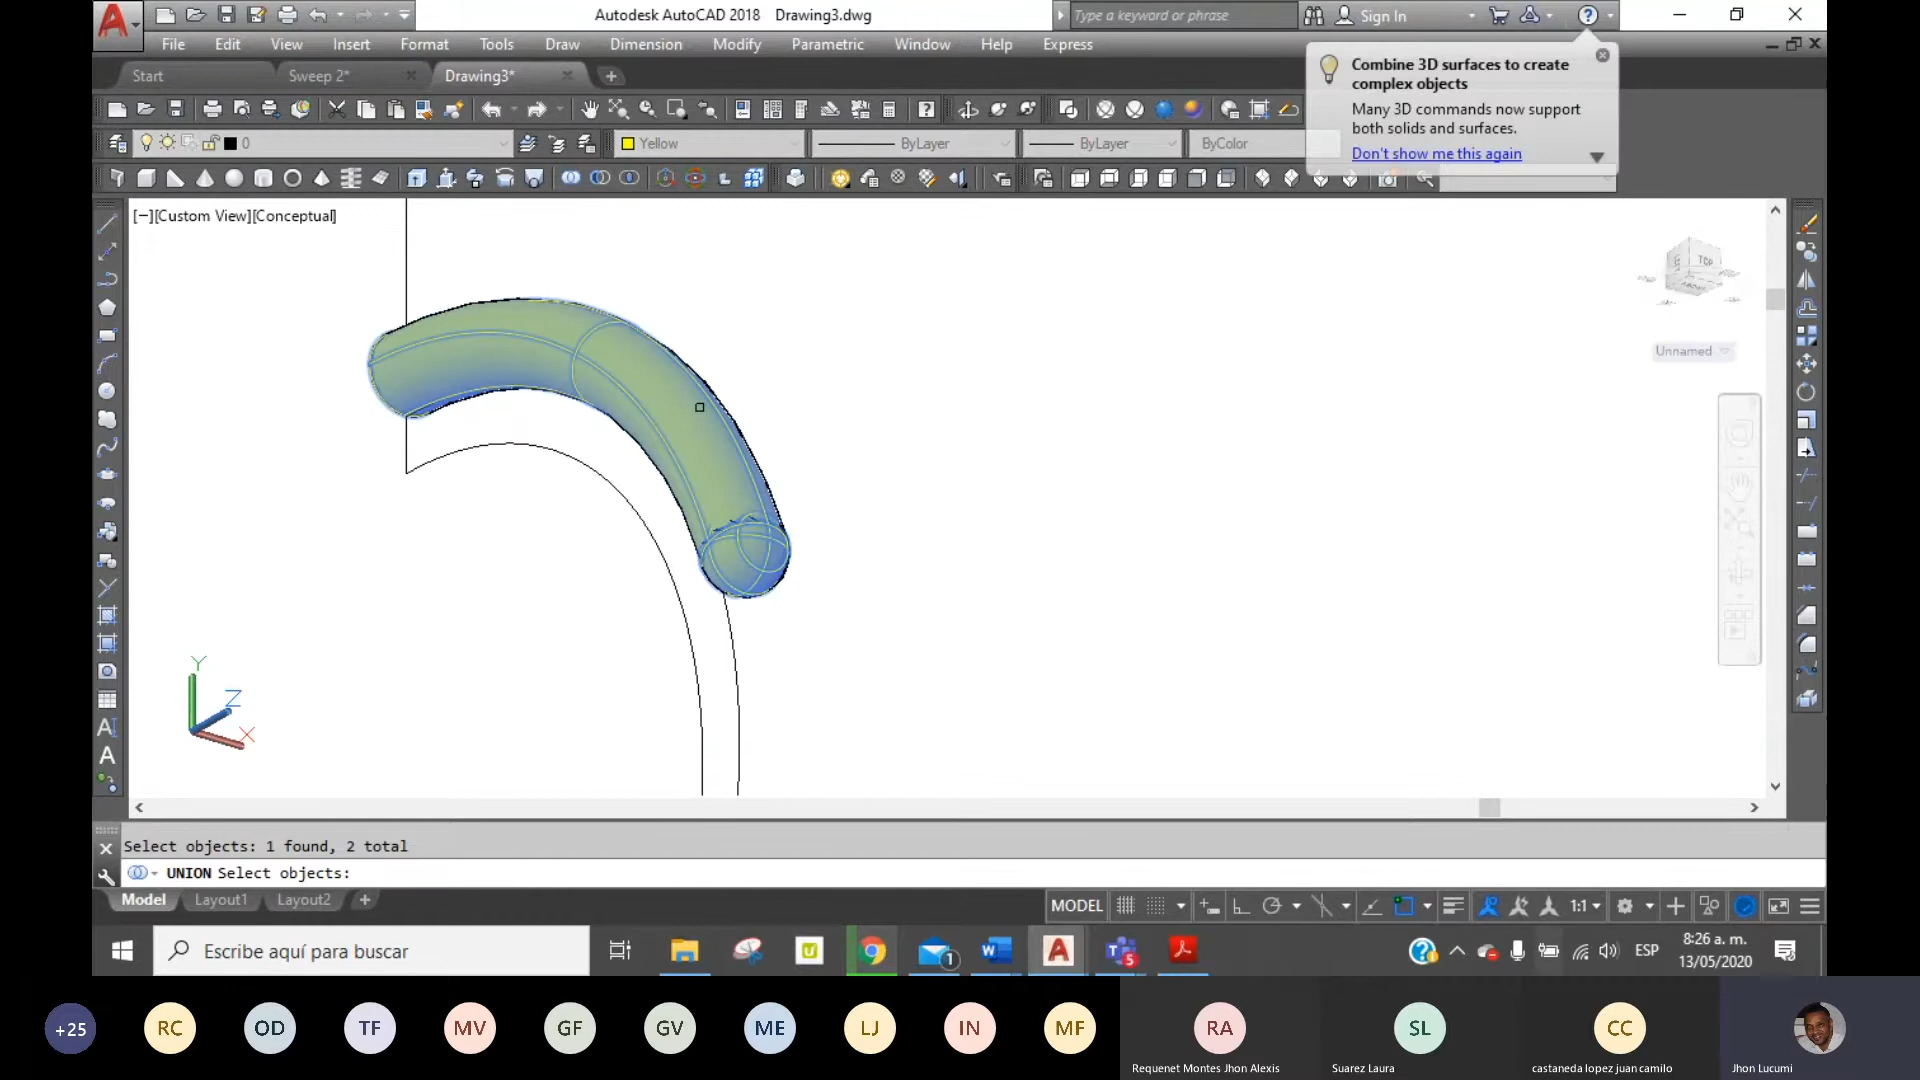 Autodesk AutoCAD 2018 Drawing3.dwg
Type a keyword or phrase
Sign In
File Edit View Insert Format Tools Draw Dimension Modify Parametric Window Help Express
Combine 3D surfaces to create
complex objects
Many 3D commands now support
both solids and surfaces.
Don't show me this again
Start Sweep 2* Drawing3*
0 Yellow ByLayer ByLayer ByColor
[−][Custom View][Conceptual]
TOP
Unnamed
Y
Z
X
Select objects: 1 found, 2 total
UNION Select objects:
Model Layout1 Layout2
MODEL 1:1
Escribe aquí para buscar
1
5
ESP
8:26 a. m.
13/05/2020
+25 RC OD TF MV GF GV ME LJ IN MF RA SL CC
Requenet Montes Jhon Alexis Suarez Laura castaneda lopez juan camilo Jhon Lucumi